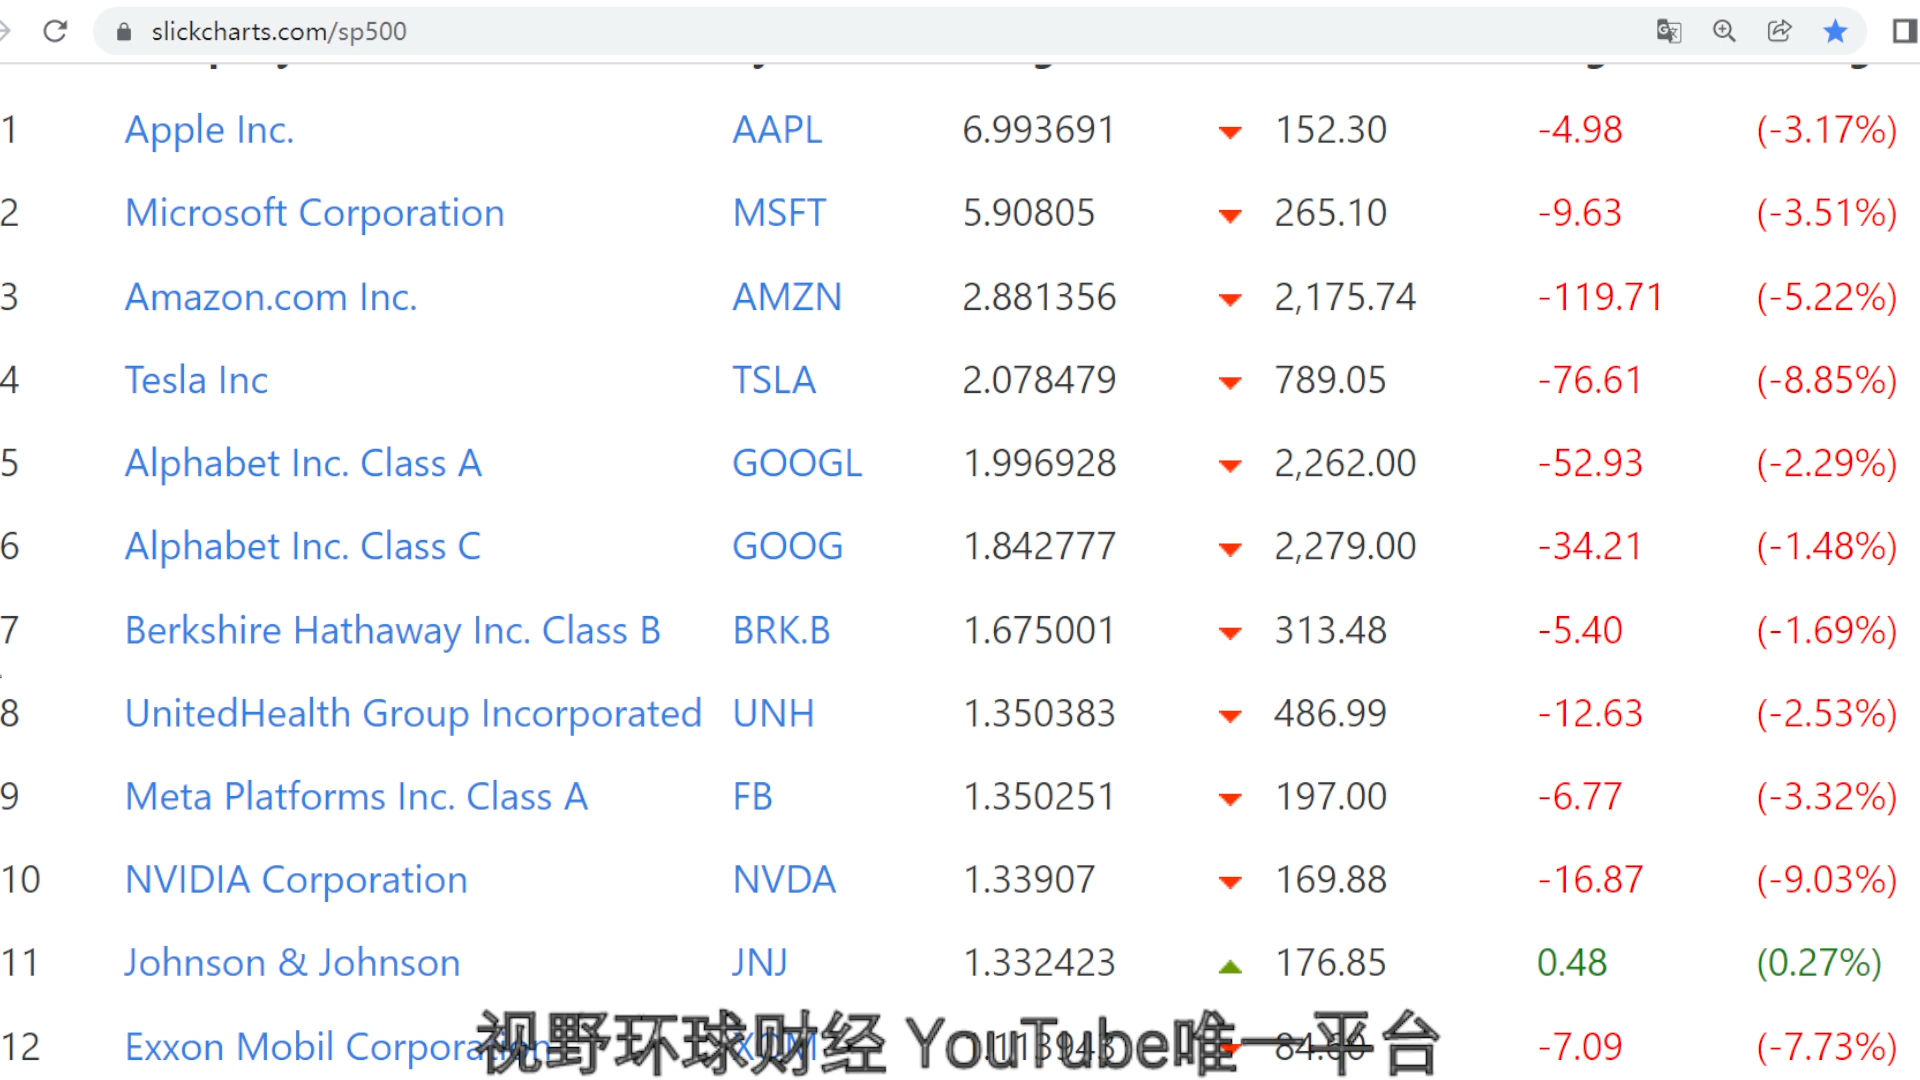 slickcharts.com/sp500
1 Apple Inc. AAPL 6.993691 152.30 -4.98 (-3.17%)
2 Microsoft Corporation MSFT 5.90805 265.10 -9.63 (-3.51%)
3 Amazon.com Inc. AMZN 2.881356 2,175.74 -119.71 (-5.22%)
4 Tesla Inc TSLA 2.078479 789.05 -76.61 (-8.85%)
5 Alphabet Inc. Class A GOOGL 1.996928 2,262.00 -52.93 (-2.29%)
6 Alphabet Inc. Class C GOOG 1.842777 2,279.00 -34.21 (-1.48%)
7 Berkshire Hathaway Inc. Class B BRK.B 1.675001 313.48 -5.40 (-1.69%)
8 UnitedHealth Group Incorporated UNH 1.350383 486.99 -12.63 (-2.53%)
9 Meta Platforms Inc. Class A FB 1.350251 197.00 -6.77 (-3.32%)
10 NVIDIA Corporation NVDA 1.33907 169.88 -16.87 (-9.03%)
11 Johnson & Johnson JNJ 1.332423 176.85 0.48 (0.27%)
12 Exxon Mobil Corporation XOM -7.09 (-7.73%)
视野环球财经 YouTube唯一平台